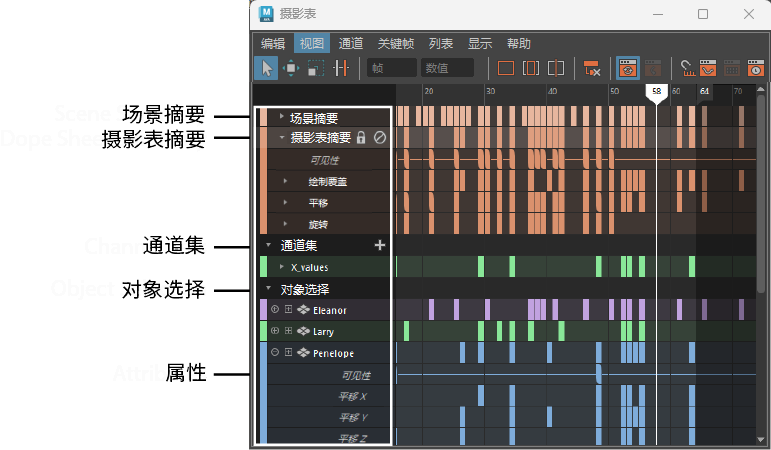 摄影表
编辑 视图 通道 关键帧 列表 显示 帮助
帧 数值
20 30 40 50 58 64 70
场景摘要
场景摘要
摄影表摘要
摄影表摘要
可见性
绘制覆盖
平移
旋转
通道集
通道集
X_values
对象选择
对象选择
Eleanor
Larry
Penelope
属性
可见性
平移 X
平移 Y
平移 Z